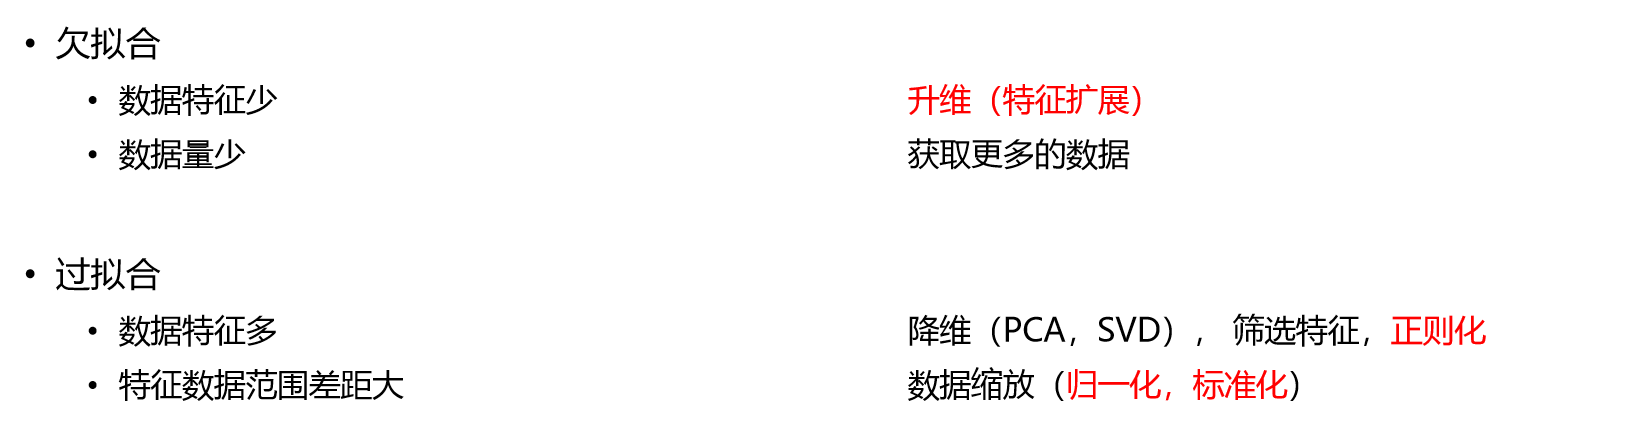 • 欠拟合
• 数据特征少 升维（特征扩展）
• 数据量少 获取更多的数据
• 过拟合
• 数据特征多 降维（PCA，SVD）， 筛选特征，正则化
• 特征数据范围差距大 数据缩放（归一化，标准化）